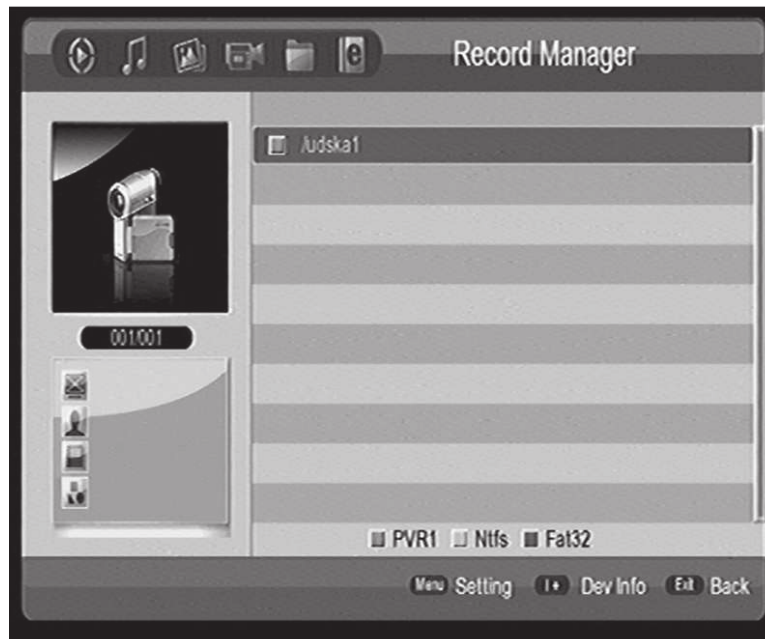 e
Record Manager
/udska1
001/001
PVR1 Ntfs Fat32
Menu Setting I+ Dev Info Exit Back